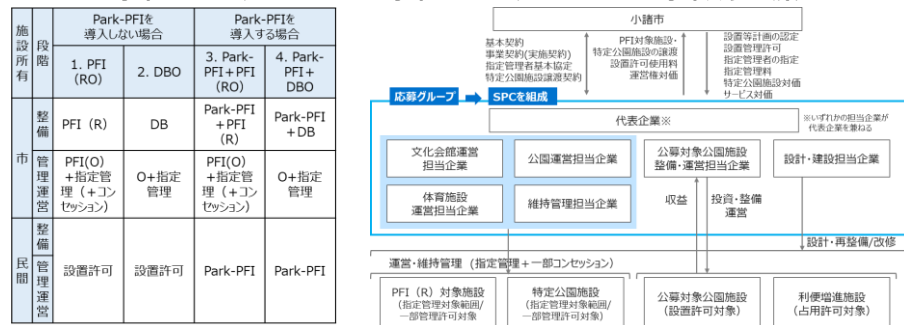 施設所有
段階
Park-PFIを
導入しない場合
Park-PFIを
導入する場合
1. PFI
(RO)
2. DBO
3. Park-
PFI+PFI
(RO)
4. Park-
PFI+
DBO
市
整備
PFI（R）
DB
Park-PFI
+PFI
(R)
Park-PFI
+DB
管理運営
PFI(O)
+指定管
理（+コン
セッション）
O+指定
管理
PFI(O)
+指定管
理（+コン
セッション）
O+指定
管理
民間
整備
管理運営
設置許可
設置許可
Park-PFI
Park-PFI
小諸市
基本契約
事業契約(実施契約)
指定管理者基本協定
特定公園施設譲渡契約
PFI対象施設・
特定公園施設の譲渡
設置許可使用料
運営権対価
設置等計画の認定
設置管理許可
指定管理者の指定
指定管理料
特定公園施設対価
サービス対価
応募グループ
SPCを組成
代表企業※
※いずれかの担当企業が
代表企業を兼ねる
文化会館運営
担当企業
公園運営担当企業
公募対象公園施設
整備・運営担当企業
設計・建設担当企業
体育施設
運営担当企業
維持管理担当企業
収益
投資・整備
運営
設計・再整備/改修
運営・維持管理（指定管理＋一部コンセッション）
PFI（R）対象施設
（指定管理対象範囲/
一部管理許可対象
特定公園施設
（指定管理対象範囲/
一部管理許可対象）
公募対象公園施設
（設置許可対象）
利便増進施設
（占用許可対象）